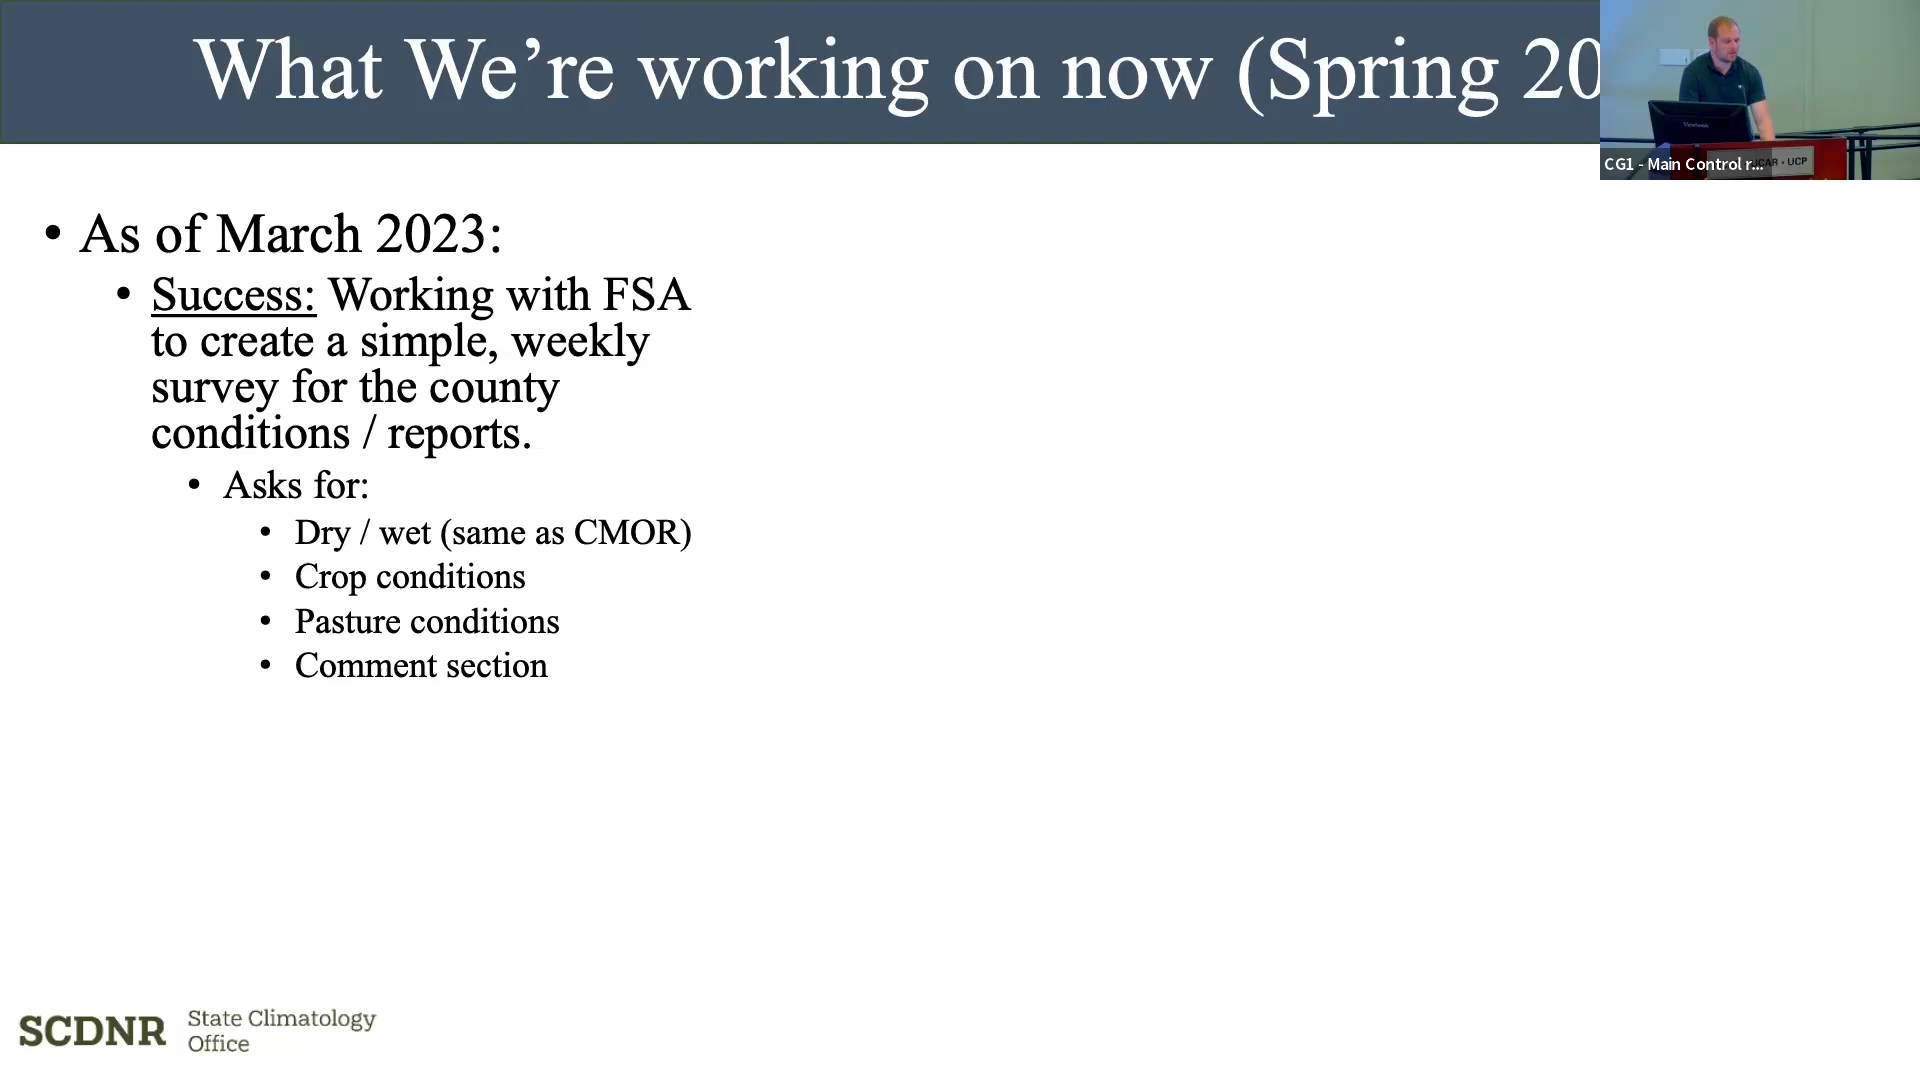 What We’re working on now (Spring 20
CG1 - Main Control r...
UCAR • UCP
• As of March 2023:
• Success: Working with FSA
to create a simple, weekly
survey for the county
conditions / reports.
• Asks for:
• Dry / wet (same as CMOR)
• Crop conditions
• Pasture conditions
• Comment section
SCDNR
State Climatology
Office